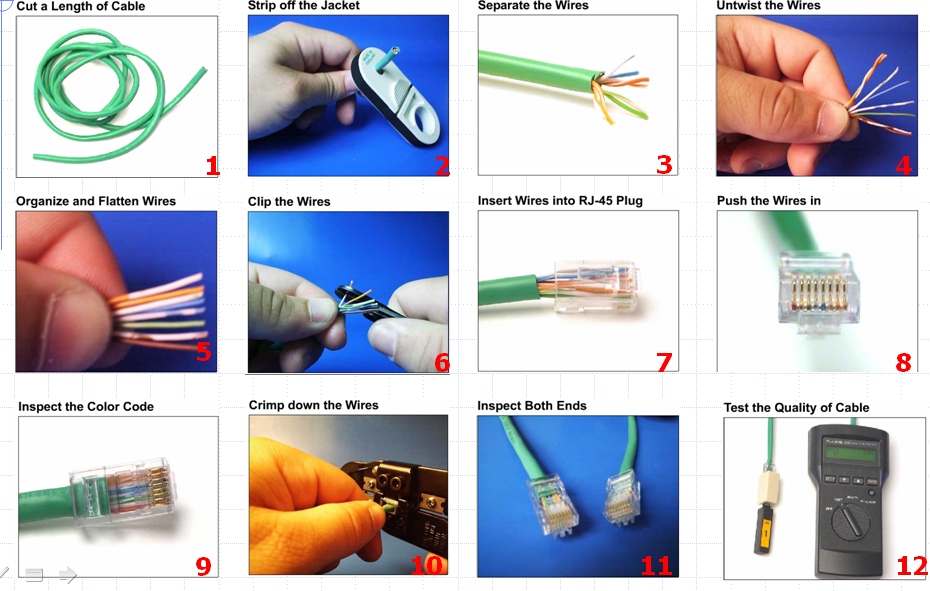 Cut a Length of Cable
Strip off the Jacket
Separate the Wires
Untwist the Wires
1
2
3
4
Organize and Flatten Wires
Clip the Wires
Insert Wires into RJ-45 Plug
Push the Wires in
5
6
7
8
Inspect the Color Code
Crimp down the Wires
Inspect Both Ends
Test the Quality of Cable
9
10
11
12